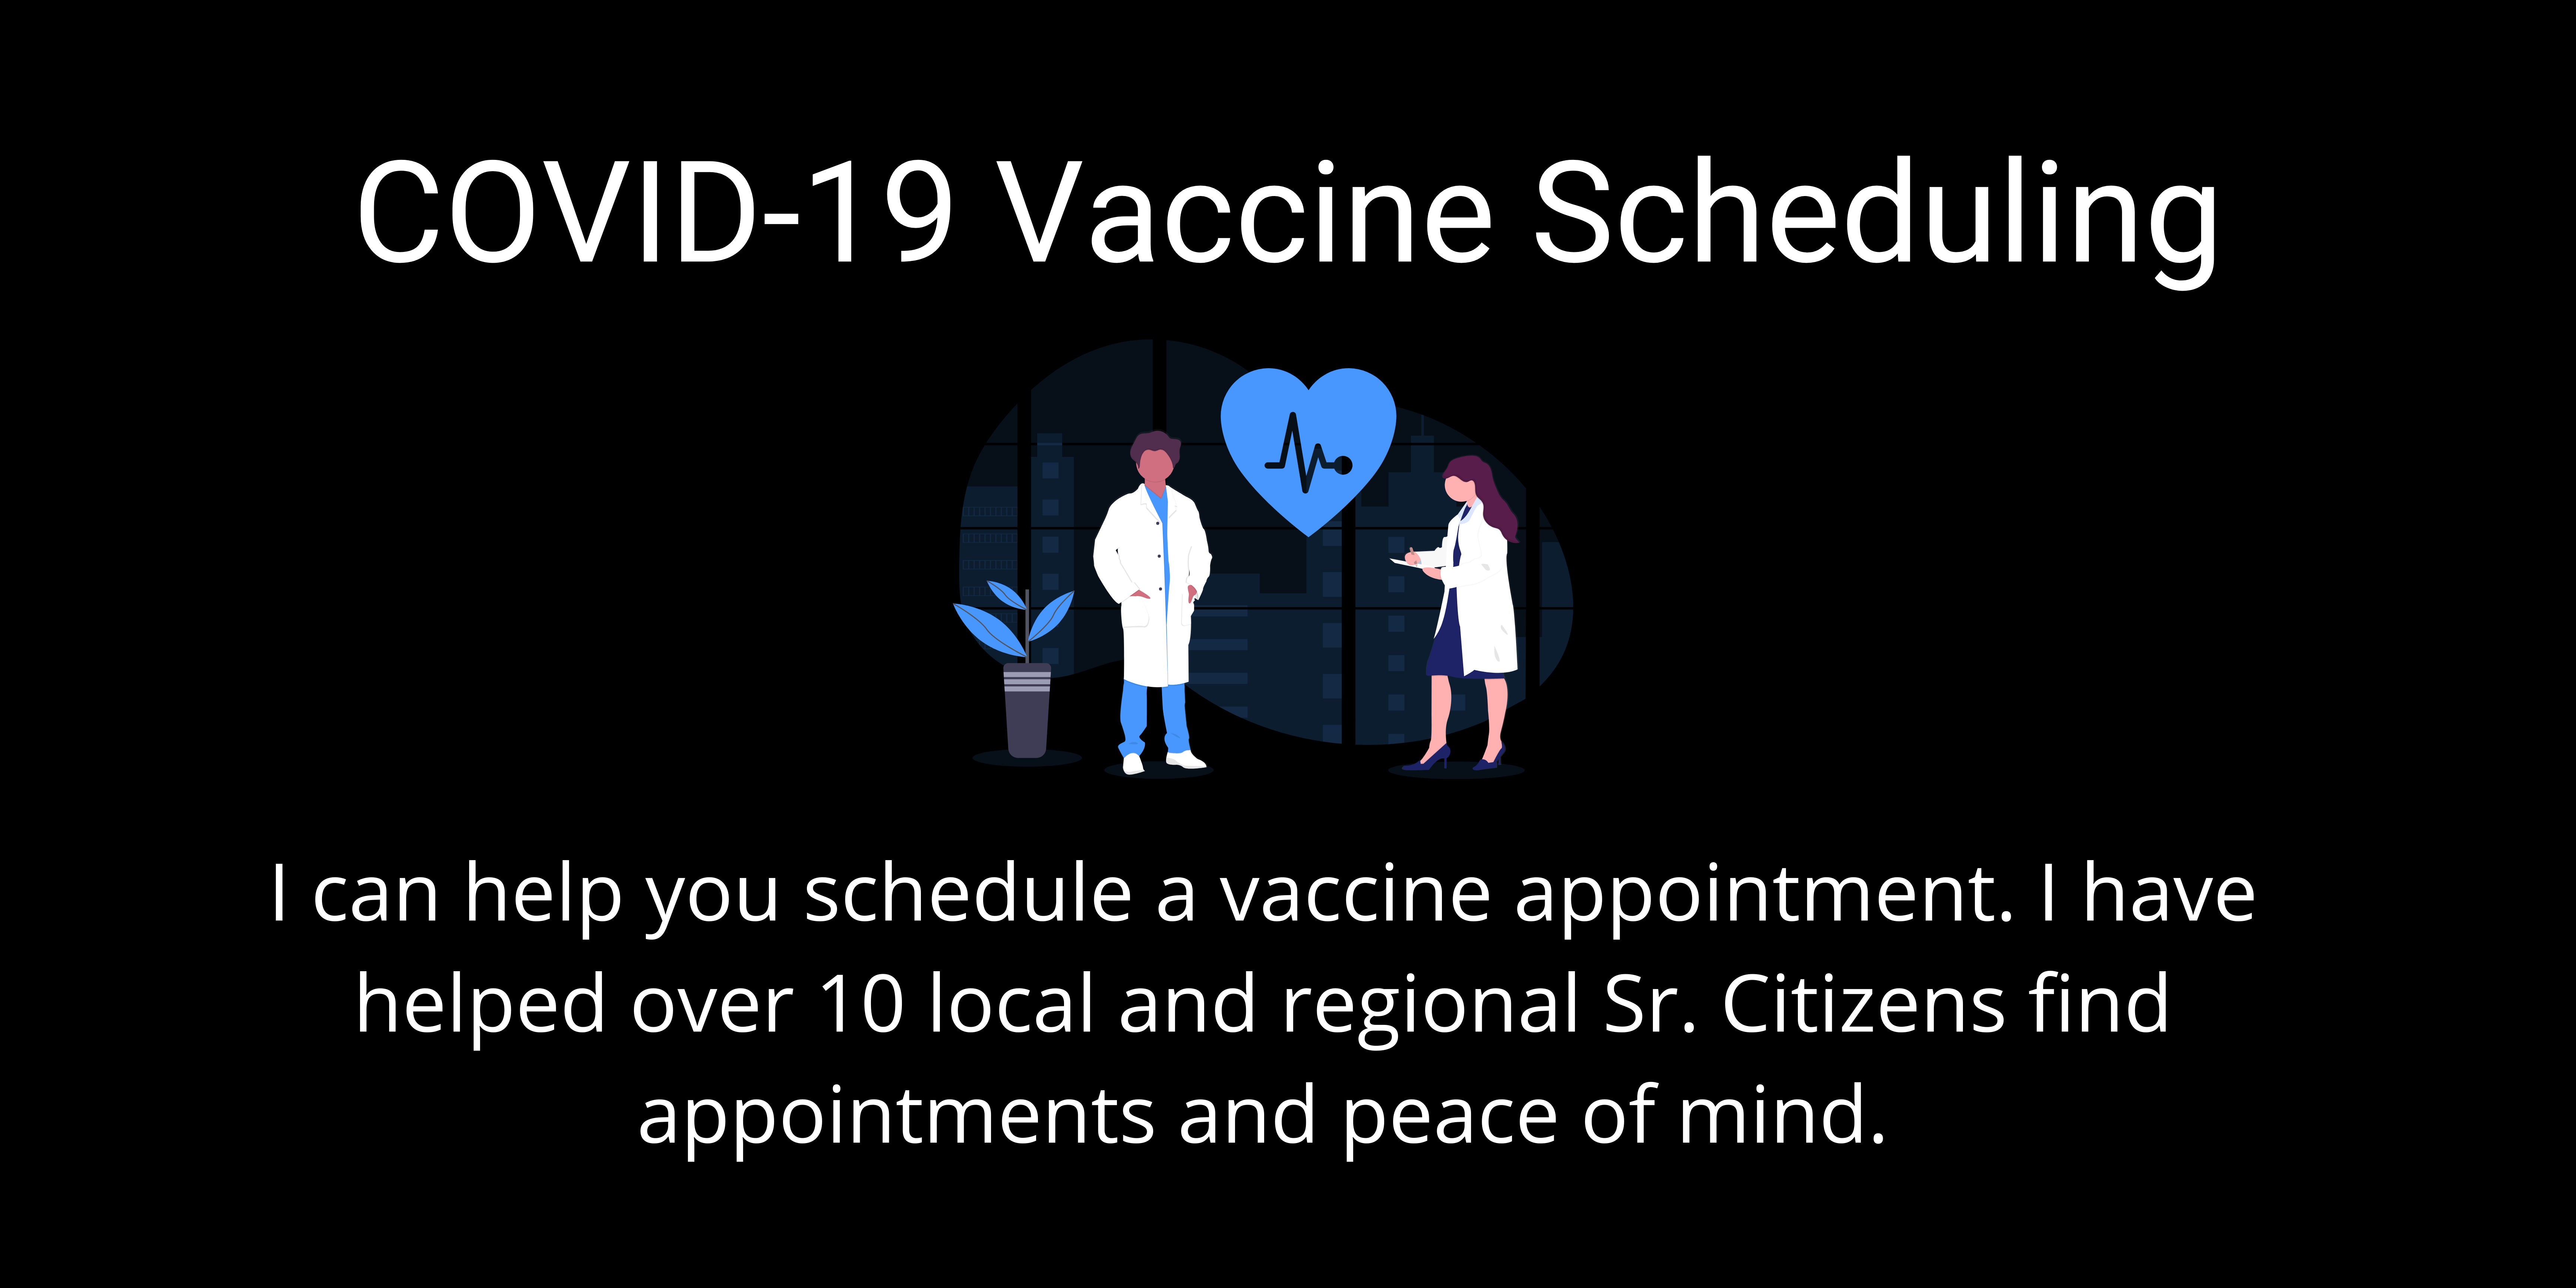 COVID-19 Vaccine Scheduling
I can help you schedule a vaccine appointment. I have
helped over 10 local and regional Sr. Citizens find
appointments and peace of mind.